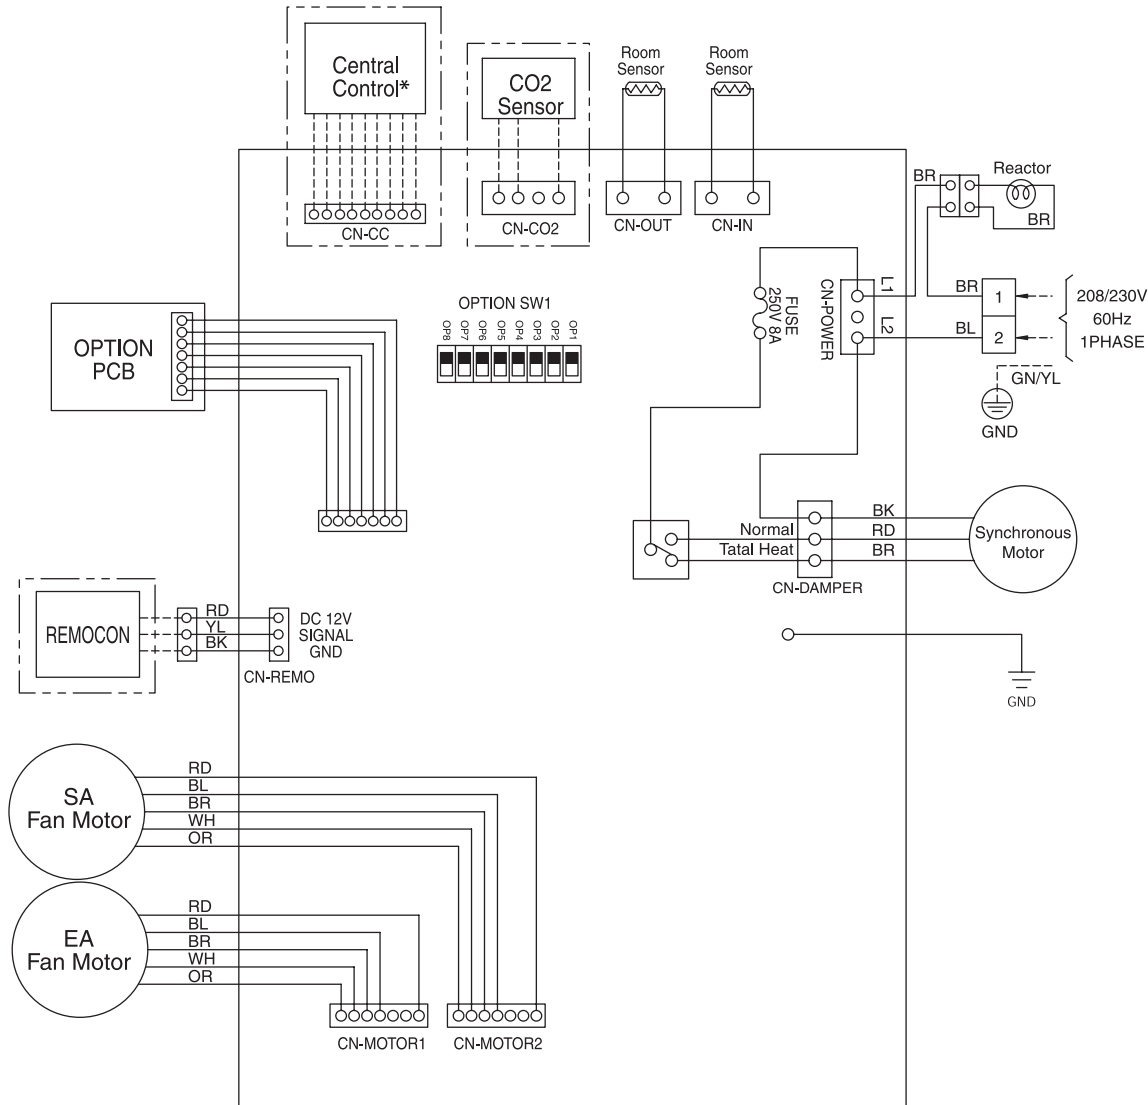 Central
Control*
CN-CC
CO2
Sensor
CN-CO2
Room
Sensor
CN-OUT
Room
Sensor
CN-IN
BR
Reactor
BR
OPTION
PCB
OPTION SW1
OP8
OP7
OP6
OP5
OP4
OP3
OP2
OP1
FUSE
250V 8A
CN-POWER
L1
L2
BR
1
BL
2
208/230V
60Hz
1PHASE
GN/YL
GND
Normal
Tatal Heat
CN-DAMPER
BK
RD
BR
Synchronous
Motor
GND
REMOCON
RD
YL
BK
DC 12V
SIGNAL
GND
CN-REMO
SA
Fan Motor
RD
BL
BR
WH
OR
EA
Fan Motor
RD
BL
BR
WH
OR
CN-MOTOR1
CN-MOTOR2